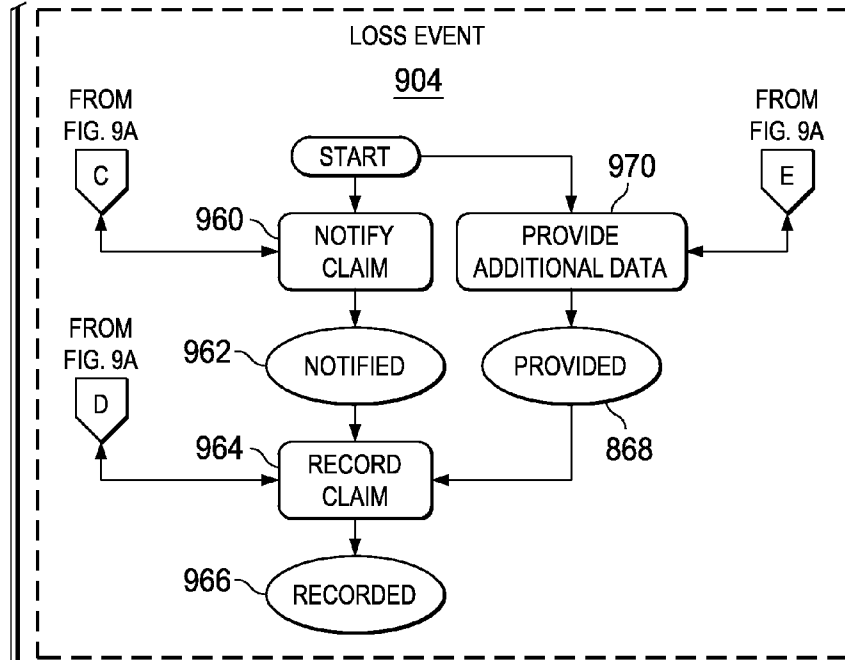 LOSS EVENT
904
FROM
FIG. 9A
C
FROM
FIG. 9A
E
START
970
960
NOTIFY
CLAIM
PROVIDE
ADDITIONAL DATA
FROM
FIG. 9A
D
962
NOTIFIED
PROVIDED
868
964
RECORD
CLAIM
966
RECORDED